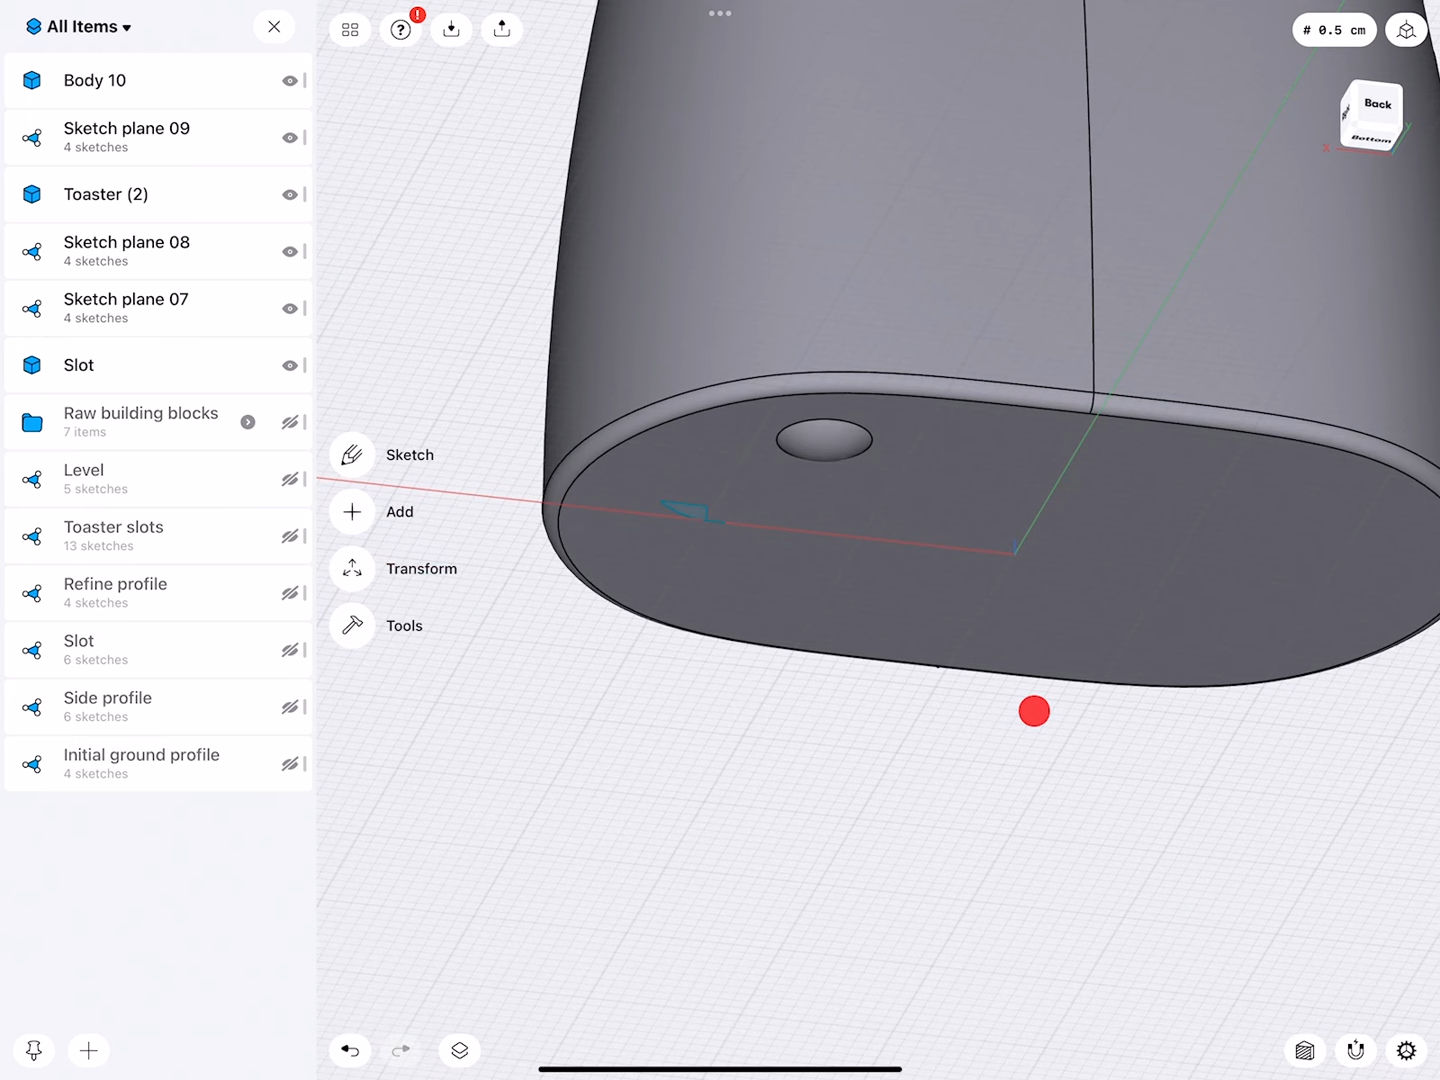 All Items
Body 10
Sketch plane 09
4 sketches
Toaster (2)
Sketch plane 08
4 sketches
Sketch plane 07
4 sketches
Slot
Raw building blocks
7 items
Level
5 sketches
Toaster slots
13 sketches
Refine profile
4 sketches
Slot
6 sketches
Side profile
6 sketches
Initial ground profile
4 sketches
?
!
# 0.5 cm
Back
Bottom
X
Y
Sketch
Add
Transform
Tools